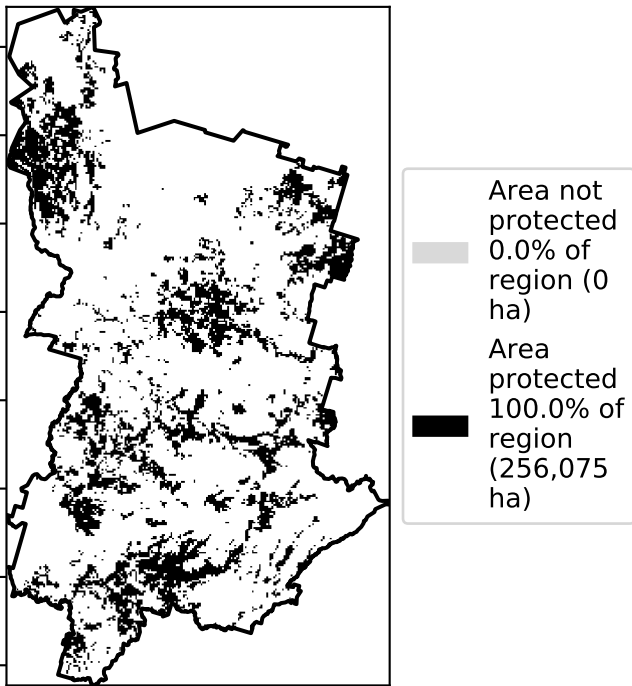 Area not
protected
0.0% of
region (0
ha)
Area
protected
100.0% of
region
(256,075
ha)